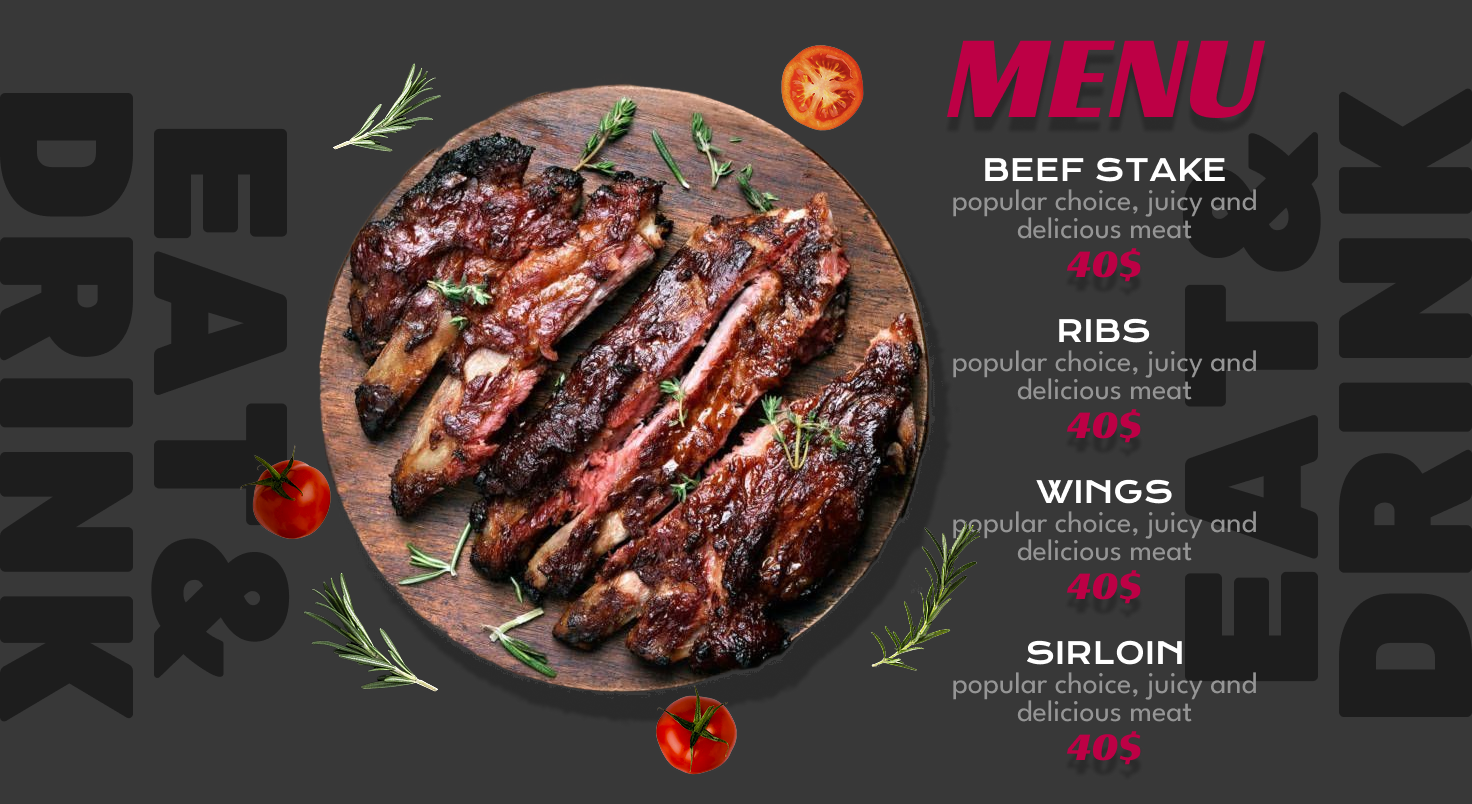 EAT &
DRINK
MENU
BEEF STAKE
popular choice, juicy and
delicious meat
40$
RIBS
popular choice, juicy and
delicious meat
40$
WINGS
popular choice, juicy and
delicious meat
40$
SIRLOIN
popular choice, juicy and
delicious meat
40$
EAT &
DRINK